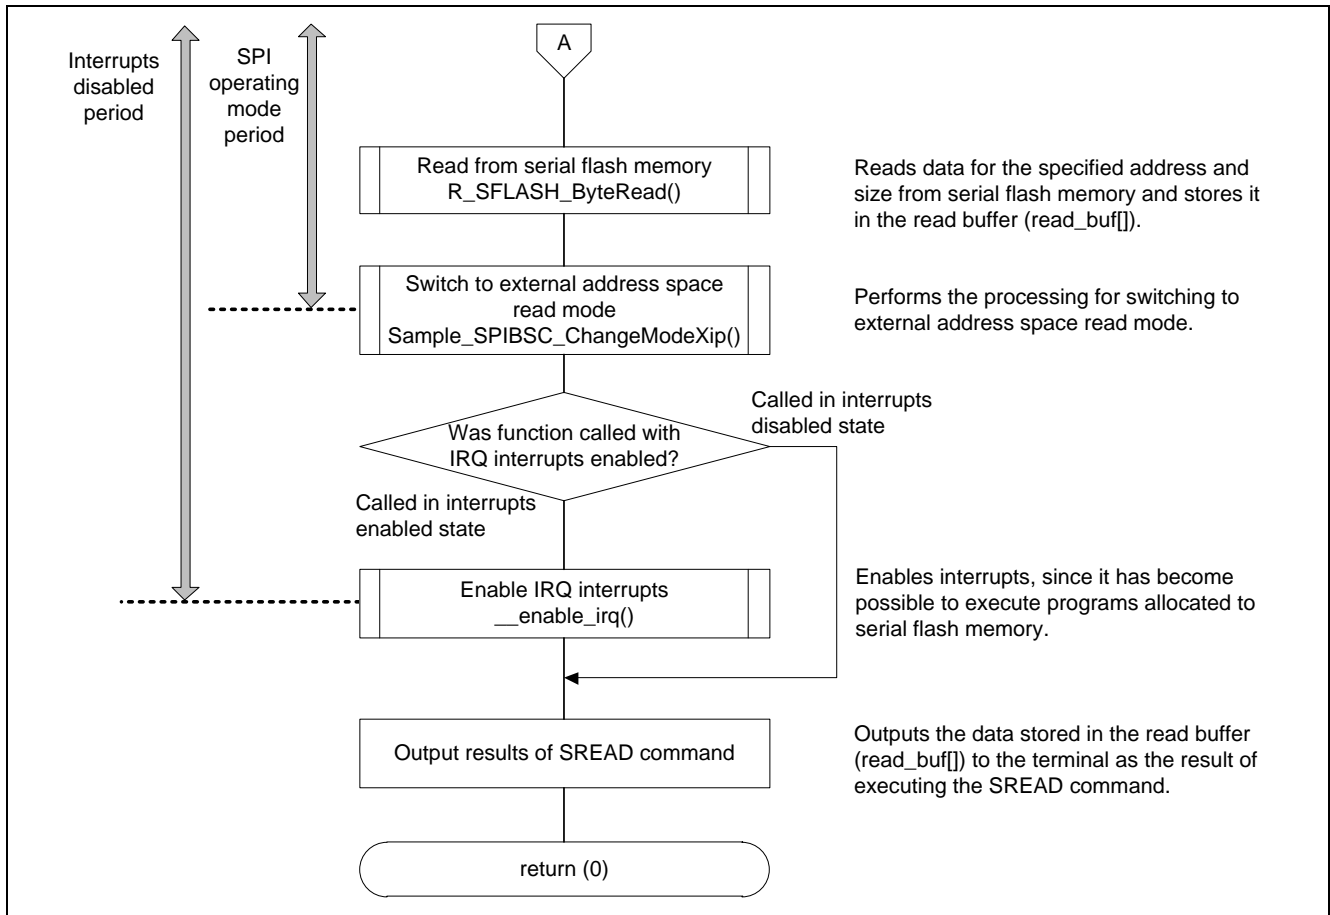 A
Interrupts
disabled
period
SPI
operating
mode
period
Read from serial flash memory
R_SFLASH_ByteRead()
Reads data for the specified address and
size from serial flash memory and stores it
in the read buffer (read_buf[]).
Switch to external address space
read mode
Sample_SPIBSC_ChangeModeXip()
Performs the processing for switching to
external address space read mode.
Was function called with
IRQ interrupts enabled?
Called in interrupts
disabled state
Called in interrupts
enabled state
Enable IRQ interrupts
__enable_irq()
Enables interrupts, since it has become
possible to execute programs allocated to
serial flash memory.
Output results of SREAD command
Outputs the data stored in the read buffer
(read_buf[]) to the terminal as the result of
executing the SREAD command.
return (0)